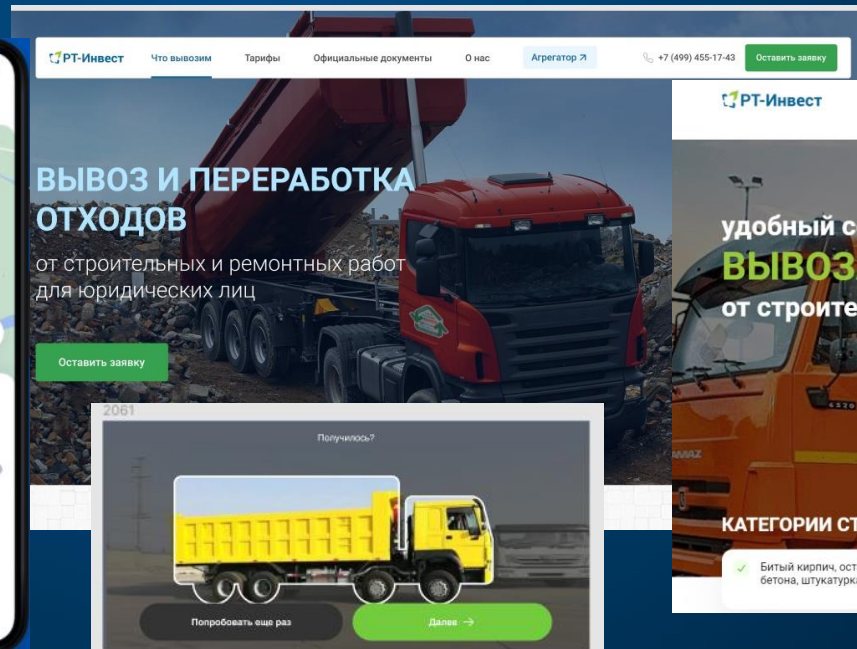 РТ-Инвест
Что вывозим
Тарифы
Официальные документы
О нас
Агрегатор
+7 (499) 455-17-43
Оставить заявку
ВЫВОЗ И ПЕРЕРАБОТКА
ОТХОДОВ
от строительных и ремонтных работ
для юридических лиц
Оставить заявку
РТ-Инвест
удобный с
ВЫВОЗ
от строите
6520
КАТЕГОРИИ СТ
Битый кирпич, ост
бетона, штукатурк
2061
Получилось?
Попробовать еще раз
Далее →